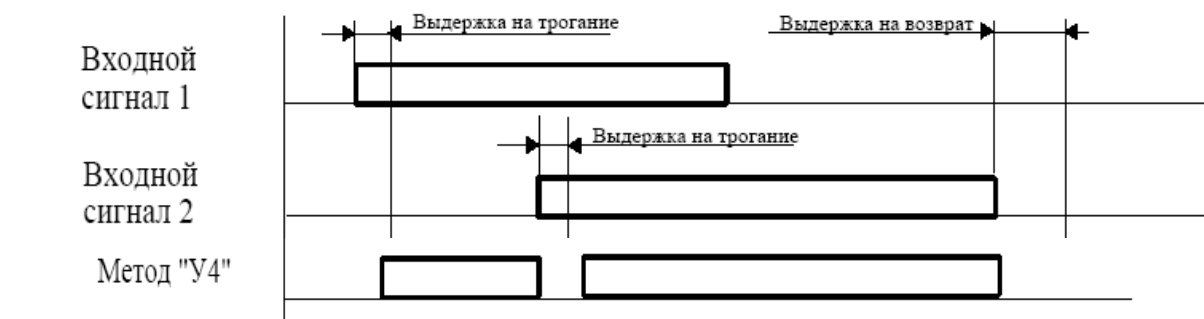 Выдержка на трогание
Выдержка на возврат
Входной
сигнал 1
Выдержка на трогание
Входной
сигнал 2
Метод "У4"